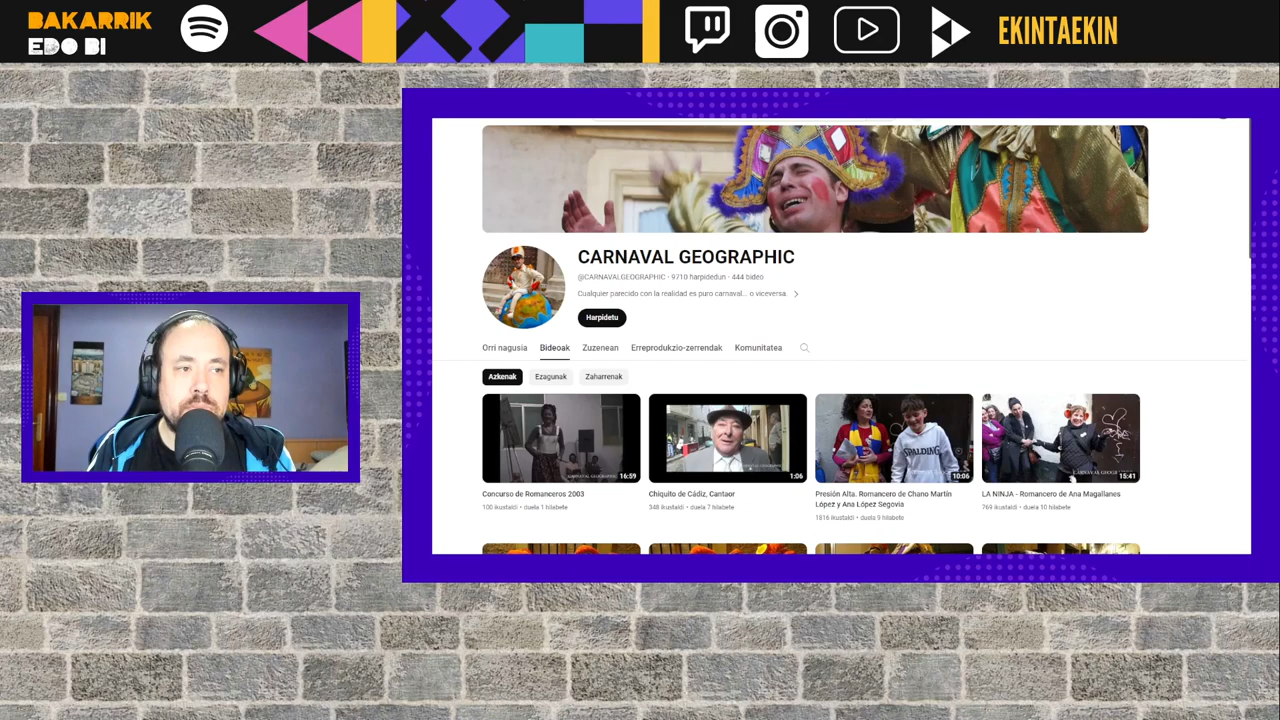 BAKARRIK
EDO BI
EKINTAEKIN
CARNAVAL GEOGRAPHIC
@CARNAVALGEOGRAPHIC · 9710 harpidedun · 444 bideo
Cualquier parecido con la realidad es puro carnaval... o viceversa.
Harpidetu
Orri nagusia Bideoak Zuzenean Erreprodukzio-zerrendak Komunitatea
Azkenak Ezagunak Zaharrenak
16:59
1:06
SPALDING
10:06
15:41
Concurso de Romanceros 2003
100 ikustaldi • duela 1 hilabete
Chiquito de Cádiz, Cantaor
348 ikustaldi • duela 7 hilabete
Presión Alta. Romancero de Chano Martín
López y Ana López Segovia
1816 ikustaldi • duela 9 hilabete
LA NINJA - Romancero de Ana Magallanes
769 ikustaldi • duela 10 hilabete